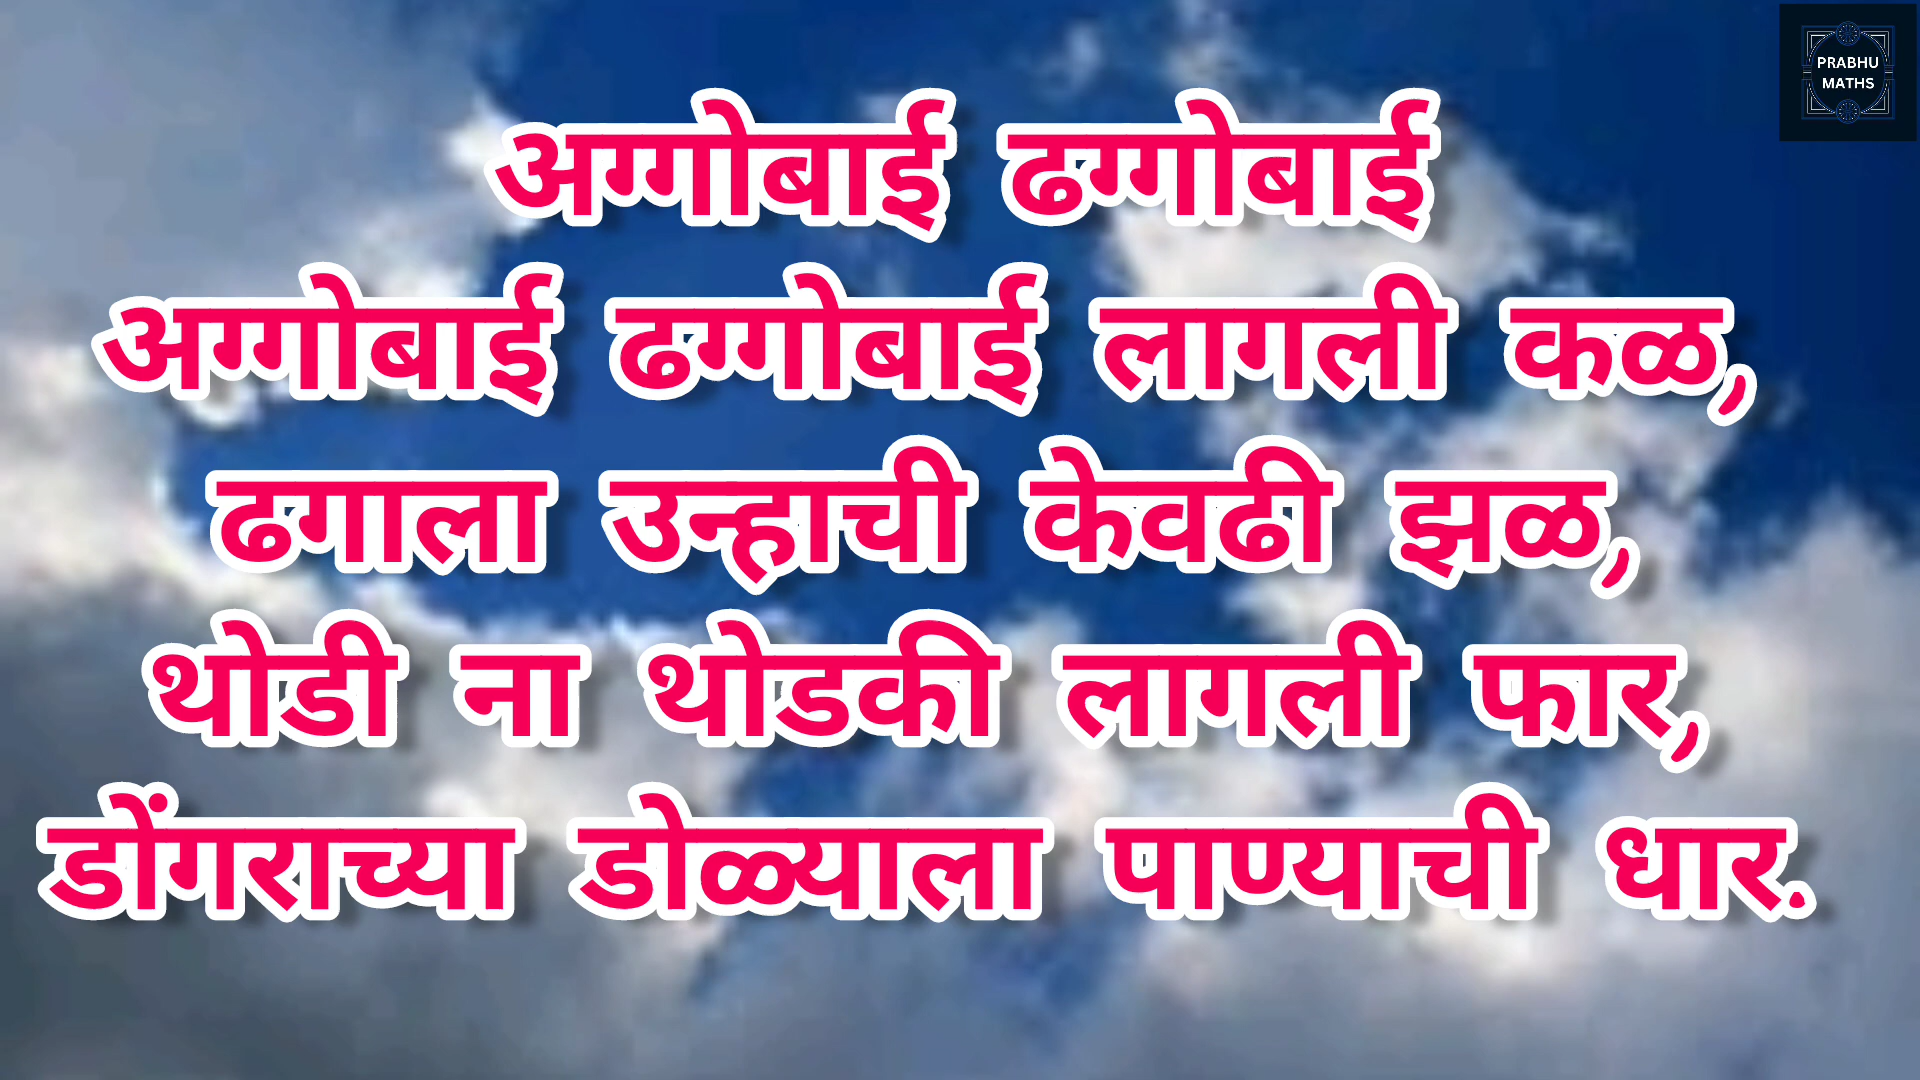 PRABHU
MATHS
अग्गोबाई ढग्गोबाई
अग्गोबाई ढग्गोबाई लागली कळ,
ढगाला उन्हाची केवढी झळ,
थोडी ना थोडकी लागली फार,
डोंगराच्या डोळ्याला पाण्याची धार.